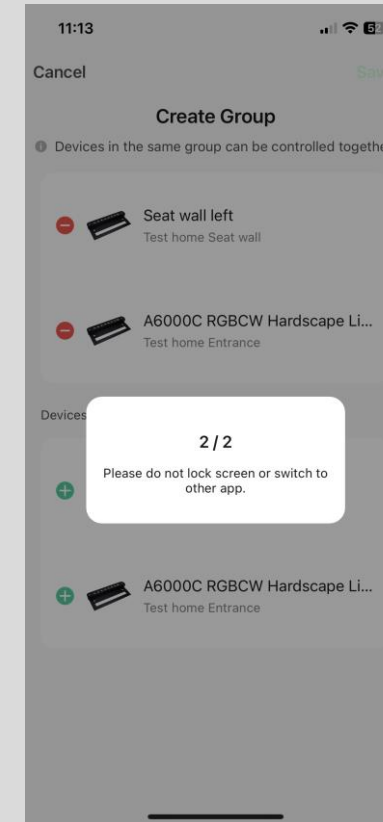 11:13
Cancel
Create Group
Devices in the same group can be controlled
Seat wall left
Test home Seat wall
A6000C RGBCW Hardscape Li...
Test home Entrance
Devices
2 / 2
Please do not lock screen or switch to
other app.
A6000C RGBCW Hardscape Li...
Test home Entrance